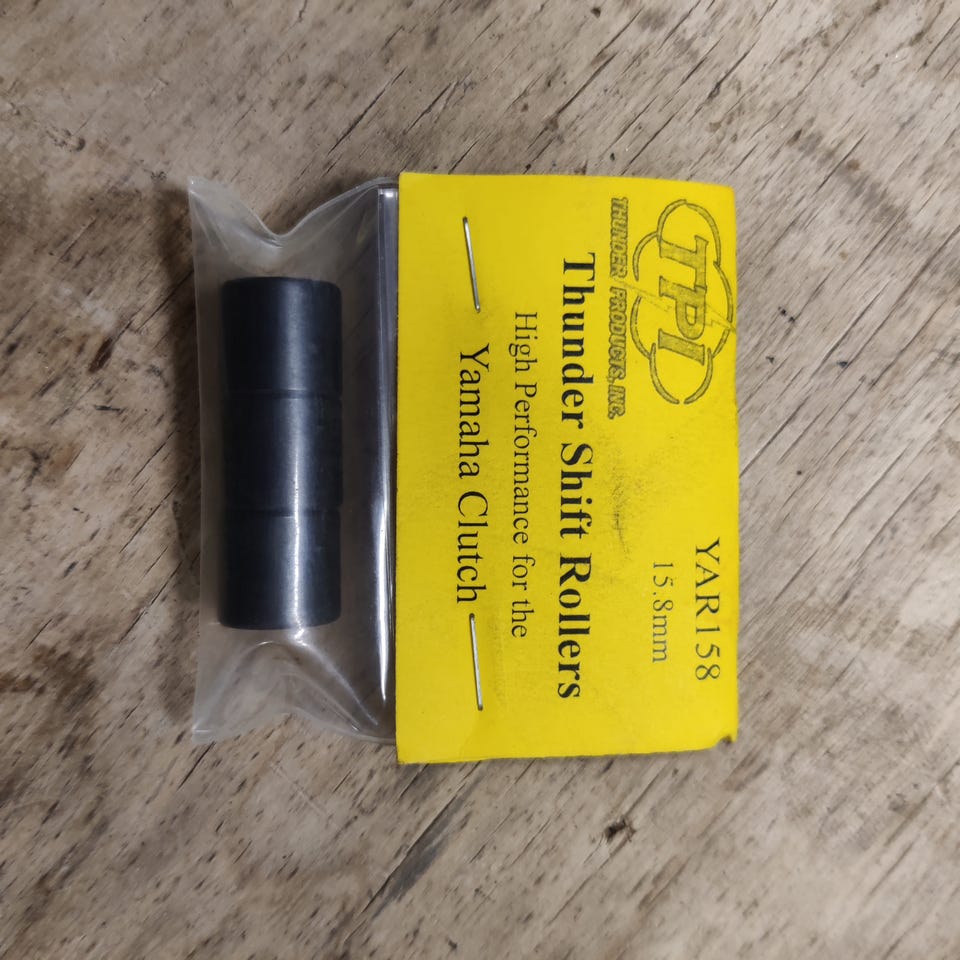 TPI
THUNDER PRODUCTS, INC.
YAR158
15.8mm
Thunder Shift Rollers
High Performance for the
Yamaha Clutch